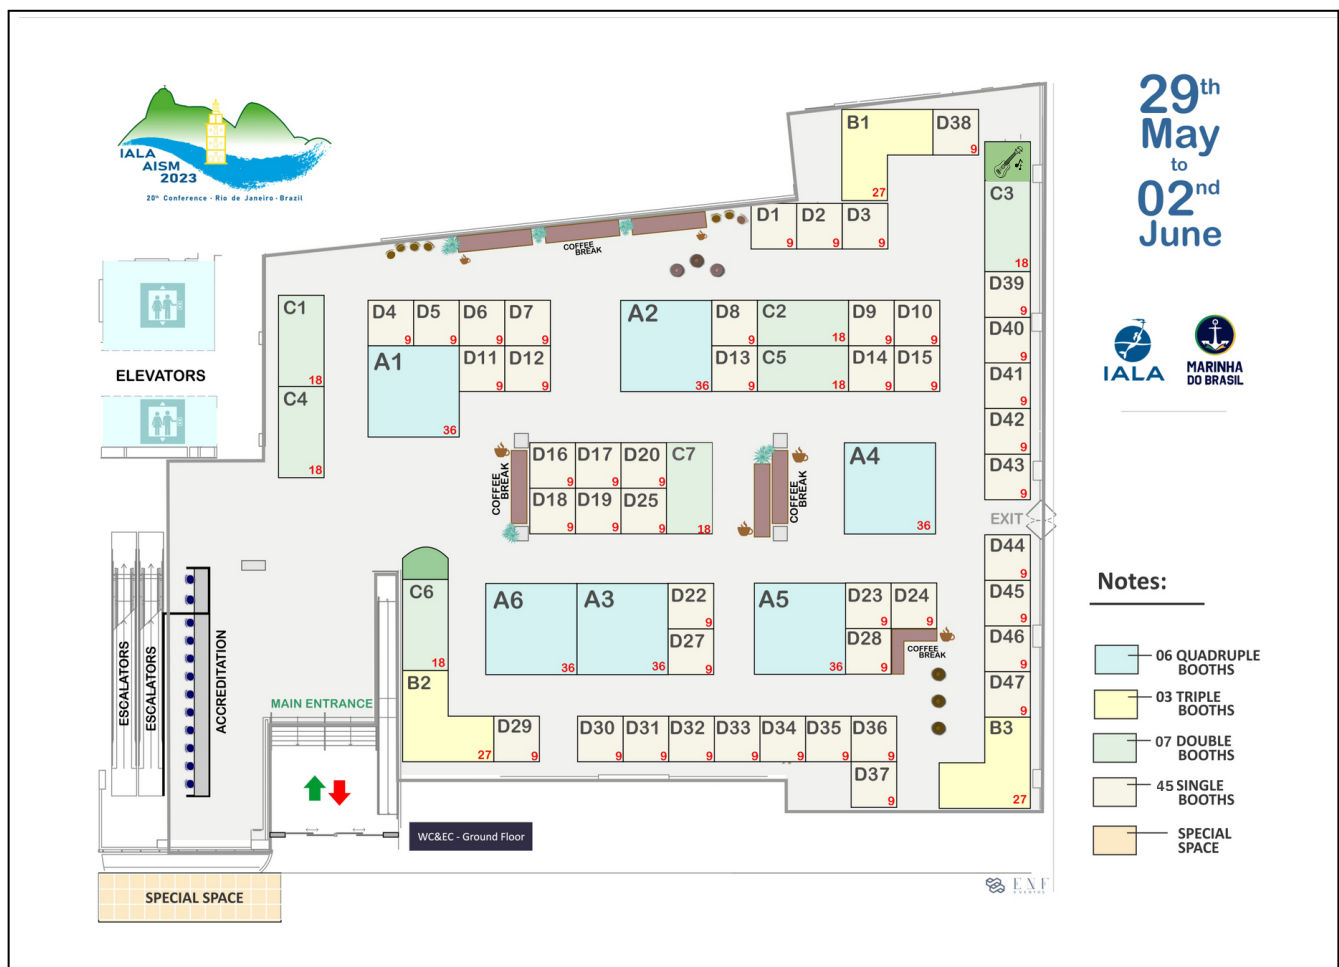 IALA
AISM
2023
20th Conference - Rio de Janeiro - Brazil
29th
May
to
02nd
June
IALA
MARINHA
DO BRASIL
B1
27
D38
9
C3
18
D1
9
D2
9
D3
9
COFFEE
BREAK
D39
9
D40
9
D41
9
D42
9
D43
9
EXIT
D44
9
D45
9
D46
9
D47
9
B3
27
C1
18
C4
18
ELEVATORS
D4
9
D5
9
D6
9
D7
9
A1
36
D11
9
D12
9
A2
36
D8
9
C2
18
D9
9
D10
9
D13
9
C5
18
D14
9
D15
9
COFFEE
BREAK
D16
9
D17
9
D20
9
C7
18
D18
9
D19
9
D25
9
COFFEE
BREAK
A4
36
C6
18
A6
36
A3
36
D22
9
D27
9
A5
36
D23
9
D24
9
D28
9
COFFEE
BREAK
B2
27
D29
9
D30
9
D31
9
D32
9
D33
9
D34
9
D35
9
D36
9
D37
9
ESCALATORS
ESCALATORS
ACCREDITATION
MAIN ENTRANCE
WC&EC - Ground Floor
SPECIAL SPACE
Notes:
06 QUADRUPLE
BOOTHS
03 TRIPLE
BOOTHS
07 DOUBLE
BOOTHS
45 SINGLE
BOOTHS
SPECIAL
SPACE